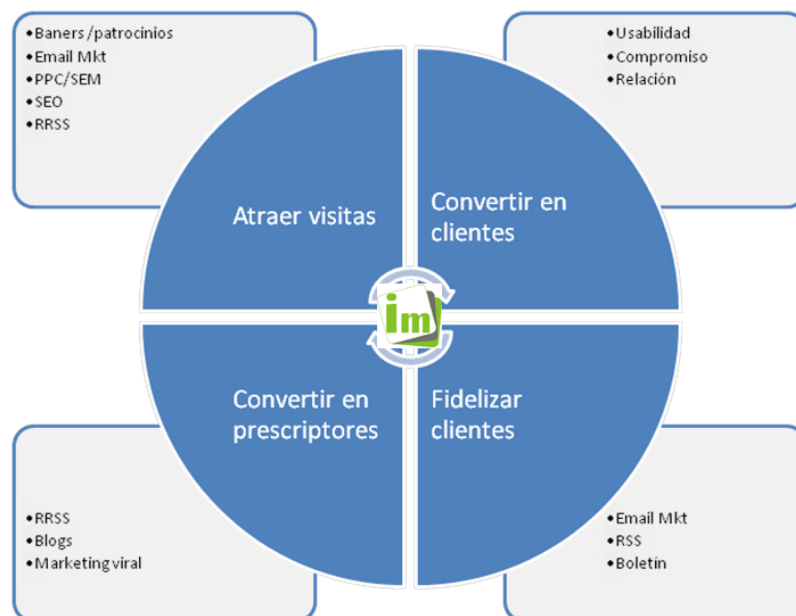 •Baners/patrocinios
•Email Mkt
•PPC/SEM
•SEO
•RRSS
•Usabilidad
•Compromiso
•Relación
Atraer visitas
Convertir en
clientes
im
Convertir en
prescriptores
Fidelizar
clientes
•RRSS
•Blogs
•Marketing viral
•Email Mkt
•RSS
•Boletín